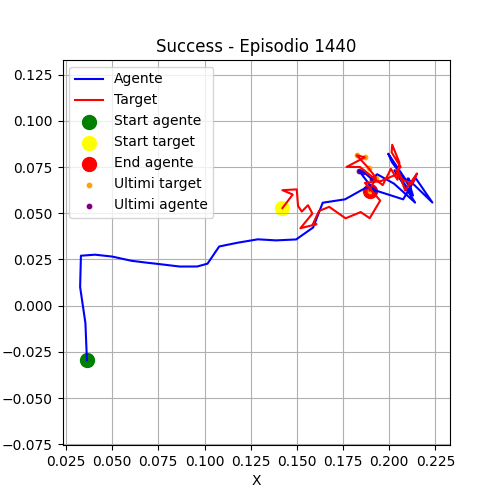 Success - Episodio 1440
0.125
0.100
0.075
0.050
0.025
0.000
−0.025
−0.050
−0.075
Agente
Target
Start agente
Start target
End agente
Ultimi target
Ultimi agente
0.025 0.050 0.075 0.100 0.125 0.150 0.175 0.200 0.225
X